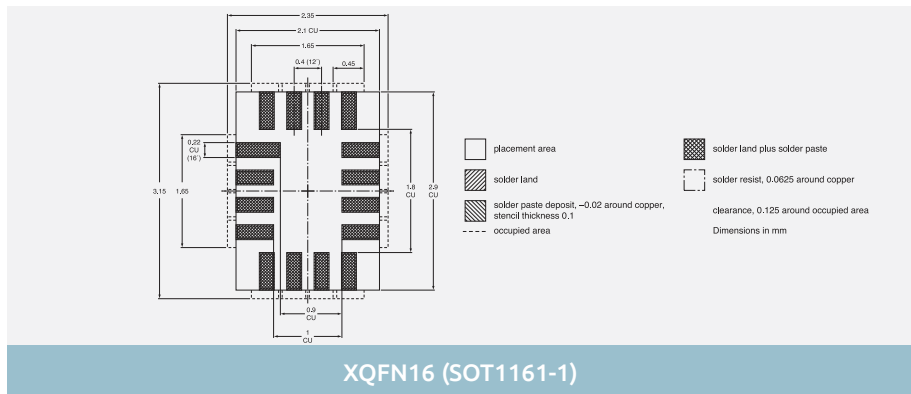 2.35
2.1 CU
1.65
0.4 (12´)
0.45
0.22
CU
(16´)
3.15
1.65
1.8
CU
2.9
CU
0.9
CU
1
CU
placement area
solder land plus solder paste
solder land
solder resist, 0.0625 around copper
solder paste deposit, –0.02 around copper,
stencil thickness 0.1
clearance, 0.125 around occupied area
occupied area
Dimensions in mm
XQFN16 (SOT1161-1)